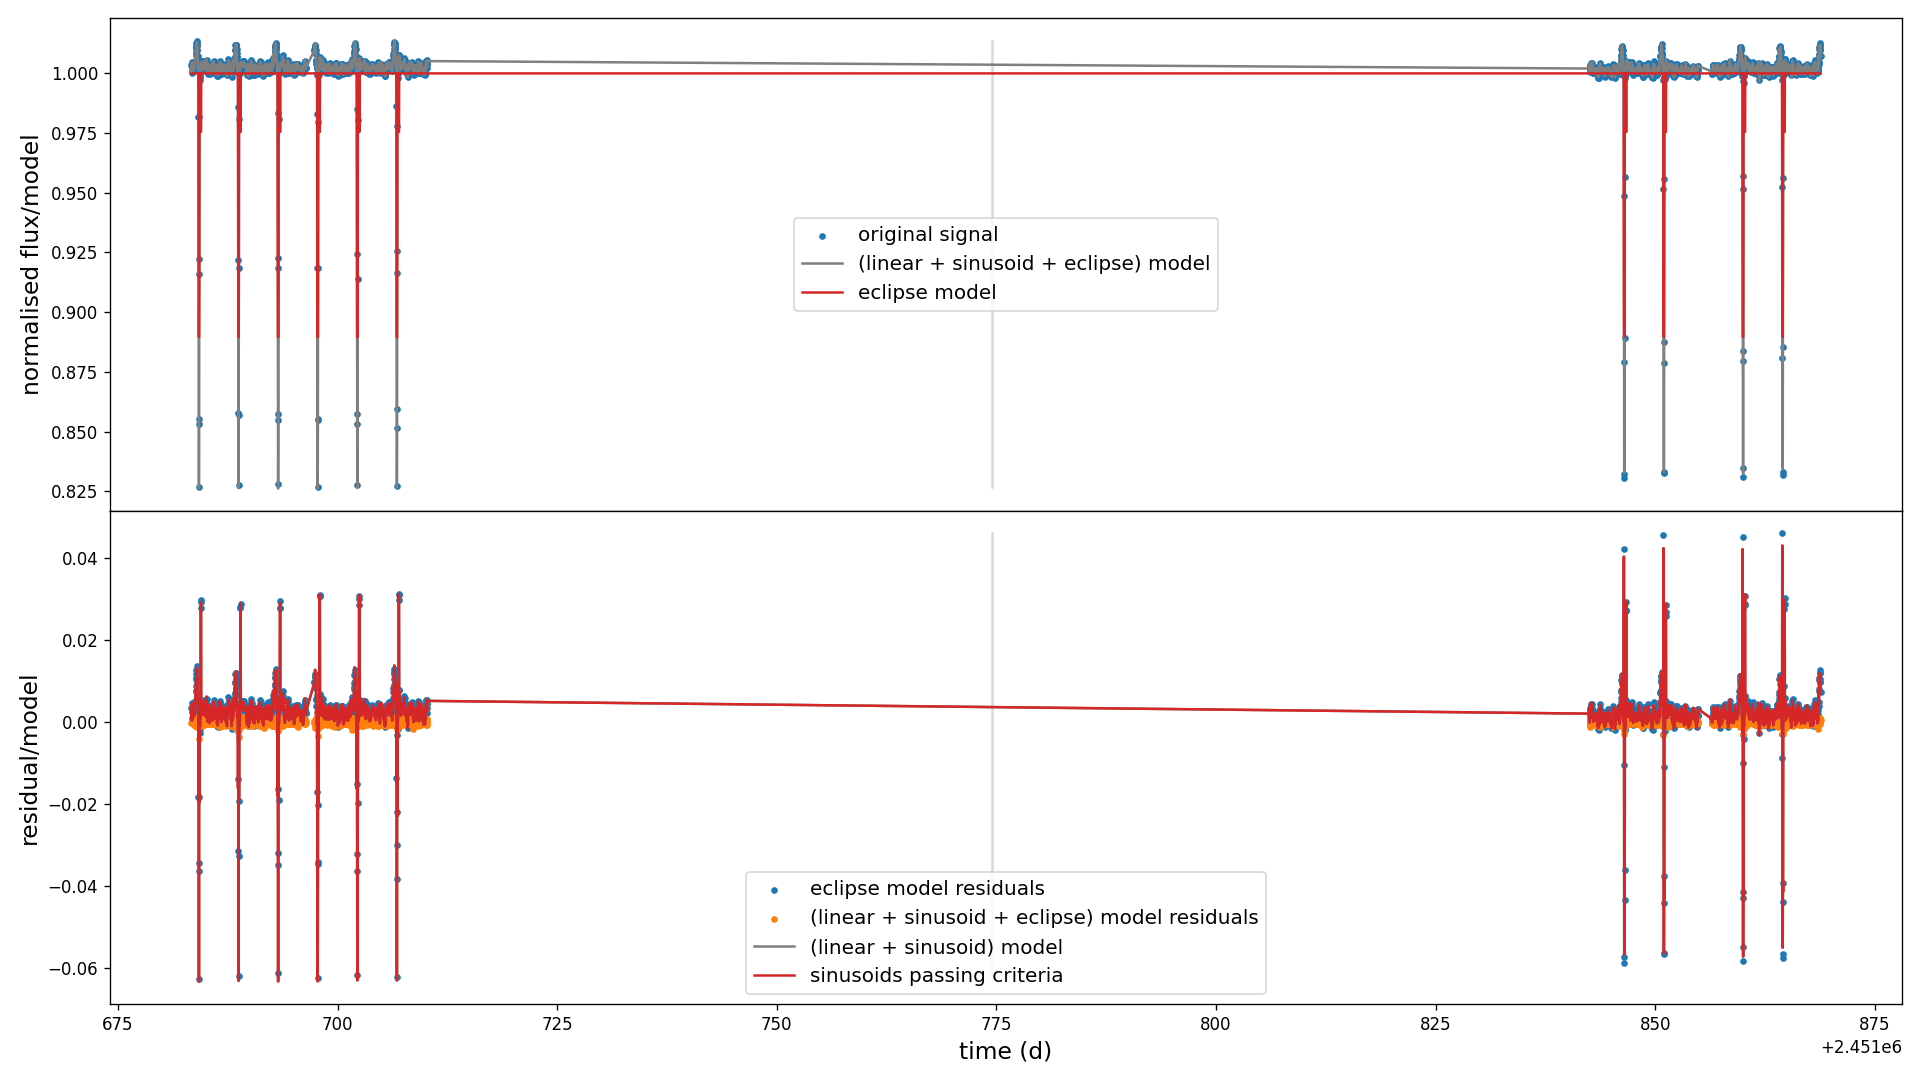 1.000
0.975
0.950
0.925
0.900
0.875
0.850
0.825
normalised flux/model
original signal
(linear + sinusoid + eclipse) model
eclipse model
0.04
0.02
0.00
−0.02
−0.04
−0.06
residual/model
eclipse model residuals
(linear + sinusoid + eclipse) model residuals
(linear + sinusoid) model
sinusoids passing criteria
675 700 725 750 775 800 825 850 875
time (d)
+2.451e6